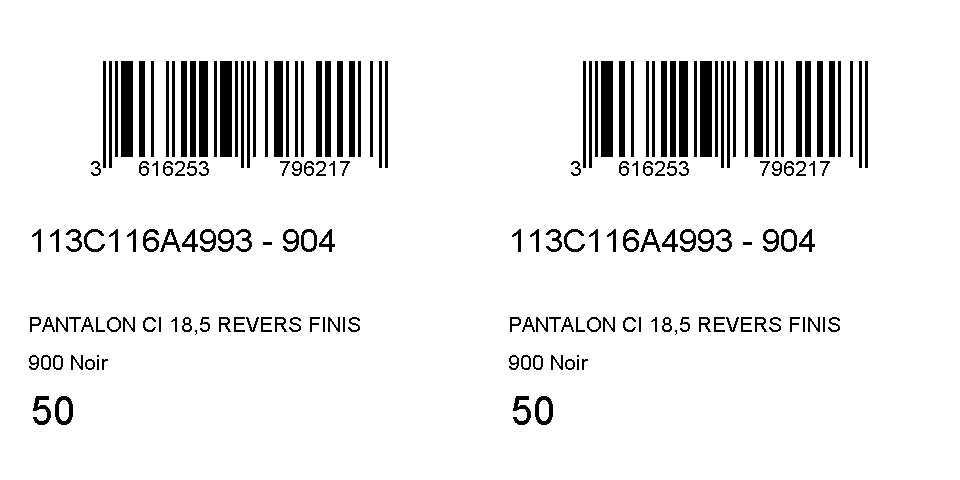 3 616253 796217
113C116A4993 - 904
PANTALON CI 18,5 REVERS FINIS
900 Noir
50
3 616253 796217
113C116A4993 - 904
PANTALON CI 18,5 REVERS FINIS
900 Noir
50